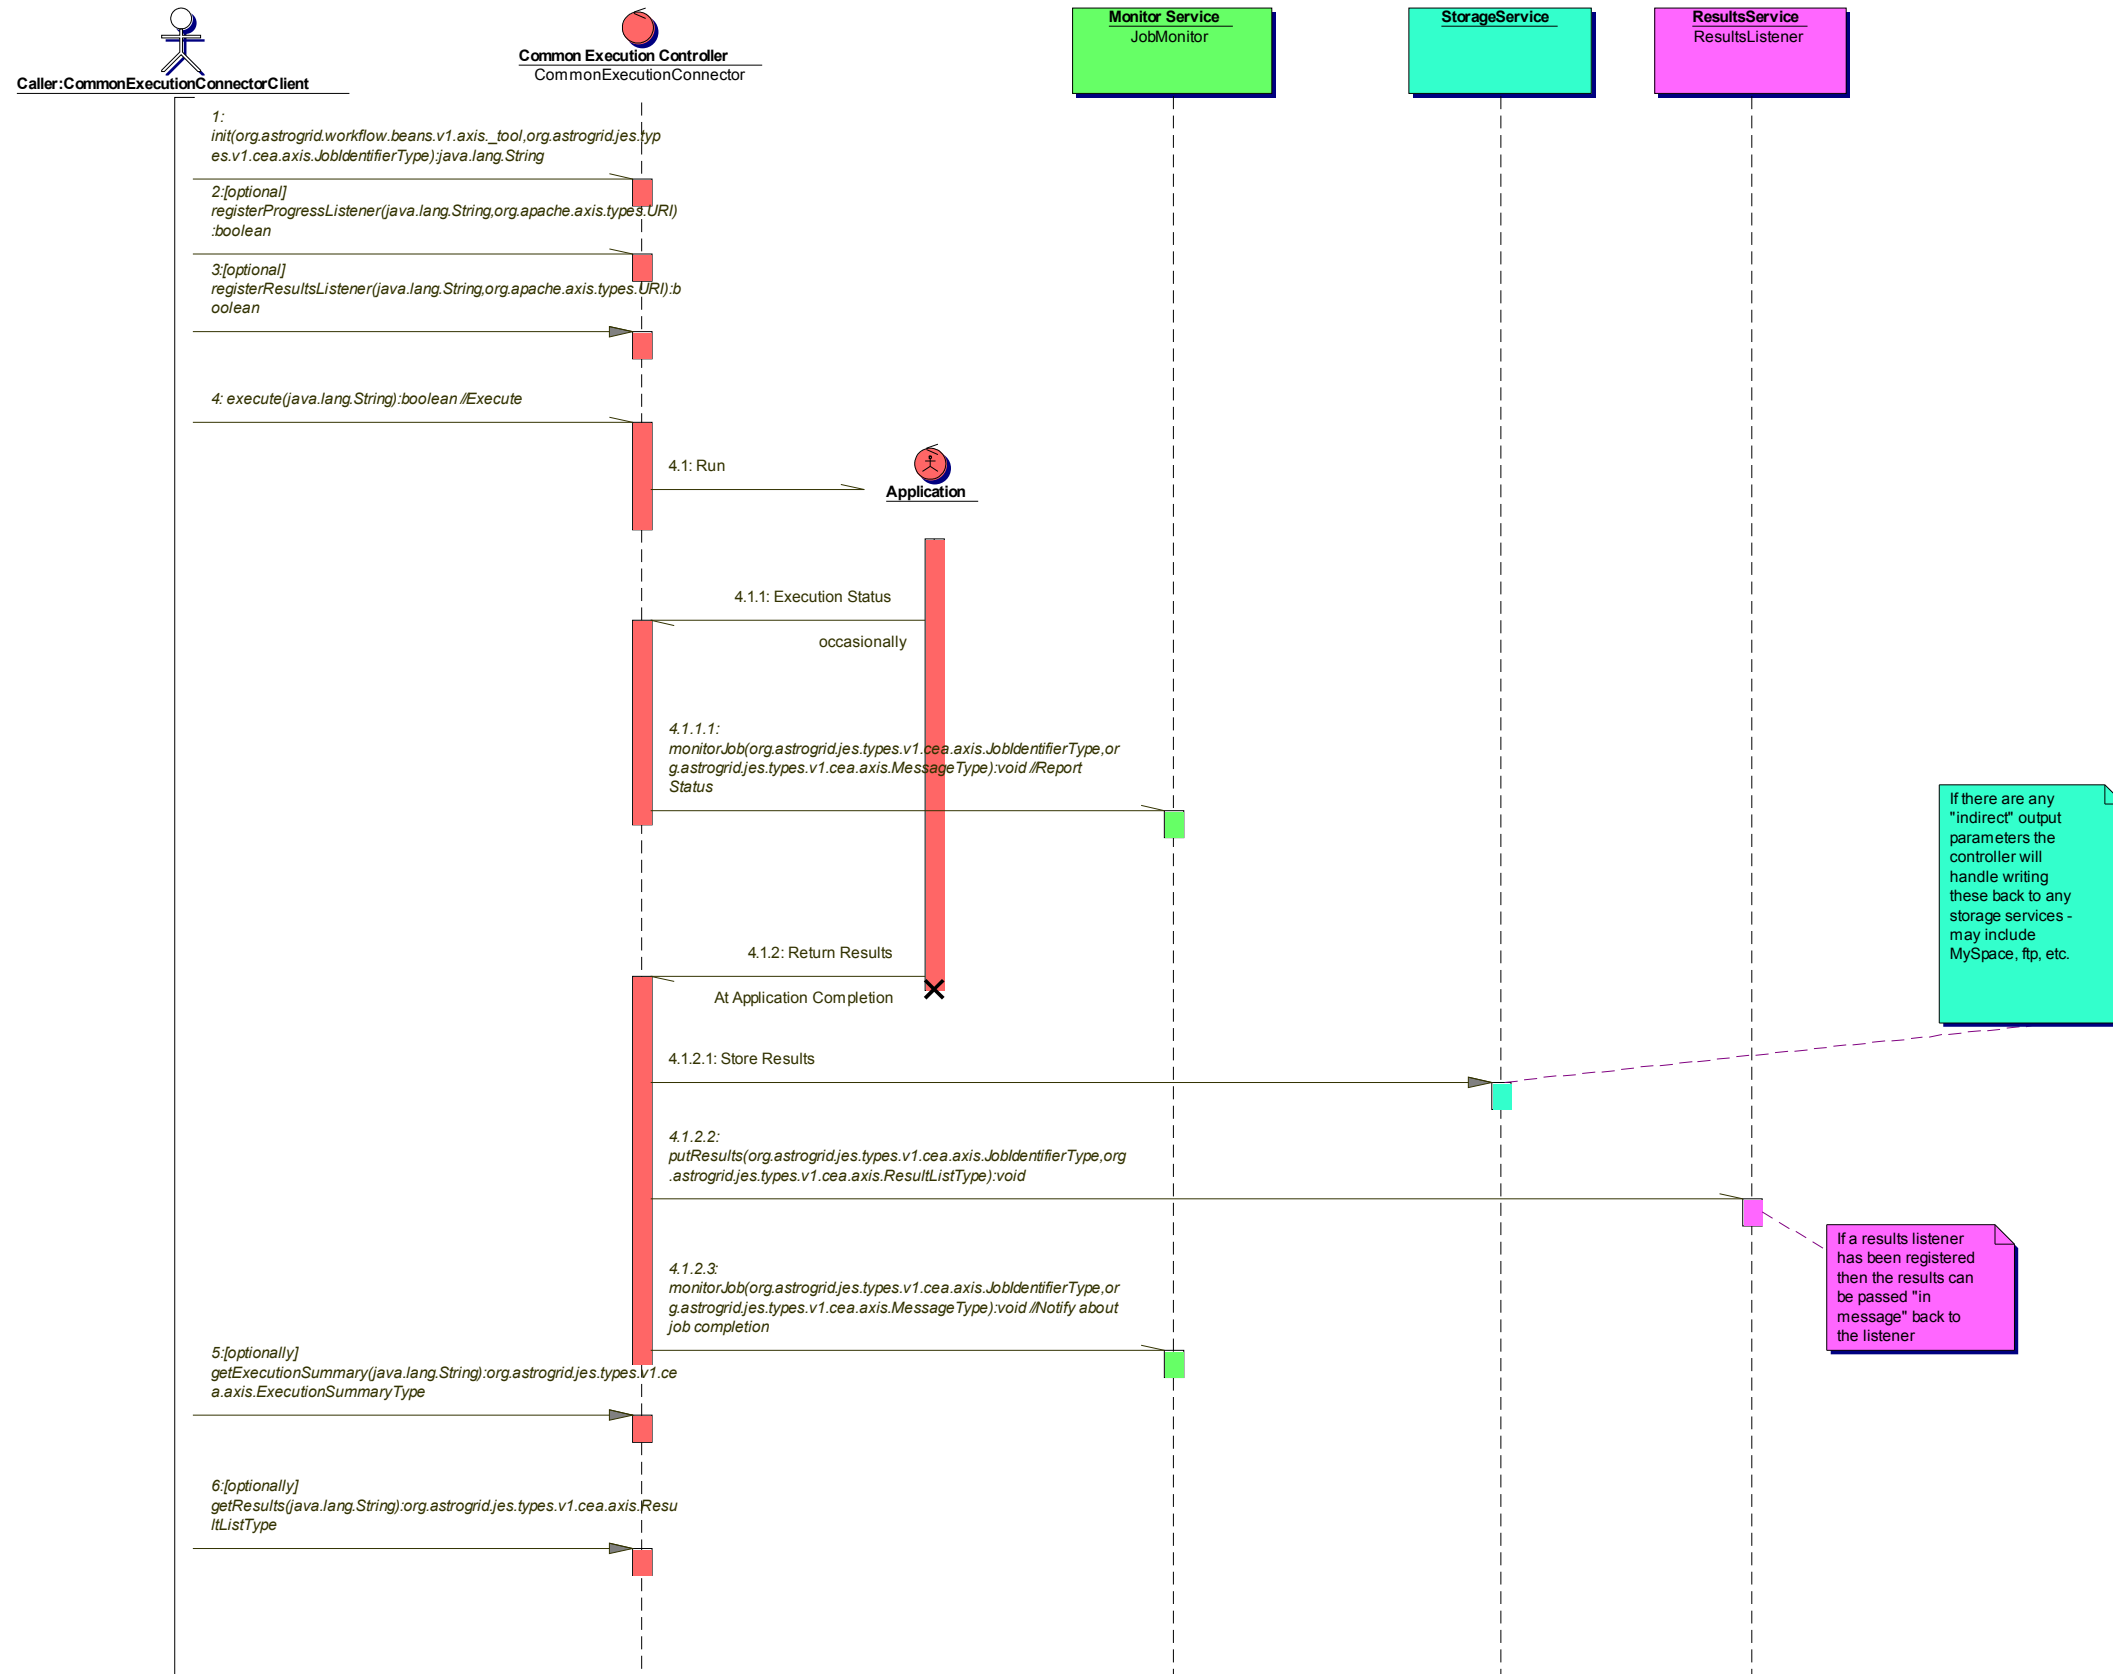 Caller:CommonExecutionConnectorClient
Common Execution Controller
CommonExecutionConnector
Monitor Service
JobMonitor
StorageService
ResultsService
ResultsListener
1:
init(org.astrogrid.workflow.beans.v1.axis._tool,org.astrogrid.jes.typ
es.v1.cea.axis.JobIdentifierType):java.lang.String
2:[optional]
registerProgressListener(java.lang.String,org.apache.axis.types.URI)
:boolean
3:[optional]
registerResultsListener(java.lang.String,org.apache.axis.types.URI):b
oolean
4: execute(java.lang.String):boolean //Execute
4.1: Run
Application
4.1.1: Execution Status
occasionally
4.1.1.1:
monitorJob(org.astrogrid.jes.types.v1.cea.axis.JobIdentifierType,or
g.astrogrid.jes.types.v1.cea.axis.MessageType):void //Report
Status
If there are any
"indirect" output
parameters the
controller will
handle writing
these back to any
storage services -
may include
MySpace, ftp, etc.
4.1.2: Return Results
At Application Completion
4.1.2.1: Store Results
4.1.2.2:
putResults(org.astrogrid.jes.types.v1.cea.axis.JobIdentifierType,org
.astrogrid.jes.types.v1.cea.axis.ResultListType):void
If a results listener
has been registered
then the results can
be passed "in
message" back to
the listener
4.1.2.3:
monitorJob(org.astrogrid.jes.types.v1.cea.axis.JobIdentifierType,or
g.astrogrid.jes.types.v1.cea.axis.MessageType):void //Notify about
job completion
5:[optionally]
getExecutionSummary(java.lang.String):org.astrogrid.jes.types.v1.ce
a.axis.ExecutionSummaryType
6:[optionally]
getResults(java.lang.String):org.astrogrid.jes.types.v1.cea.axis.Resu
ltListType